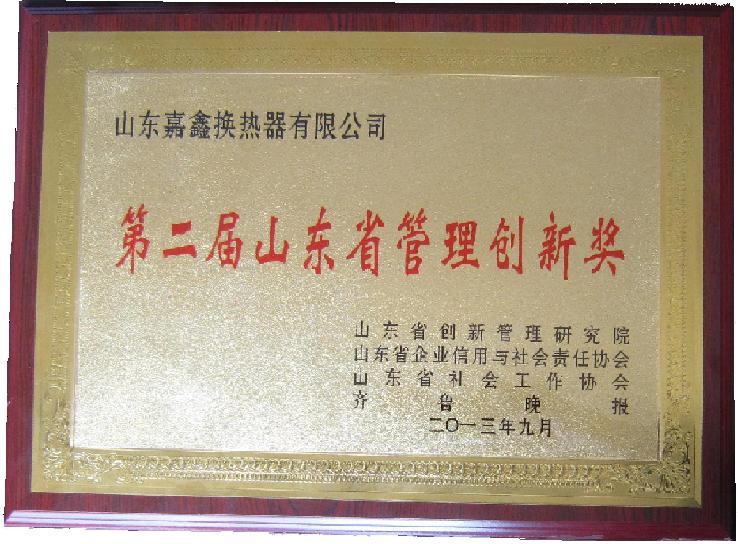 山东嘉鑫换热器有限公司
第二届山东省管理创新奖
山东省创新管理研究院
山东省企业信用与社会责任协会
山东省社会工作协会
齐鲁晚报
二〇一三年九月